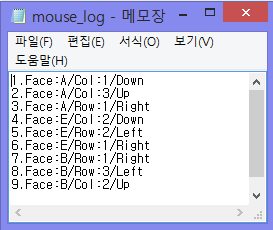 mouse_log - 메모장
파일(F) 편집(E) 서식(O) 보기(V)
도움말(H)
1.Face:A/Col:1/Down
2.Face:A/Col:3/Up
3.Face:A/Row:1/Right
4.Face:E/Col:2/Down
5.Face:E/Row:2/Left
6.Face:E/Row:1/Right
7.Face:B/Row:1/Right
8.Face:B/Row:3/Left
9.Face:B/Col:2/Up